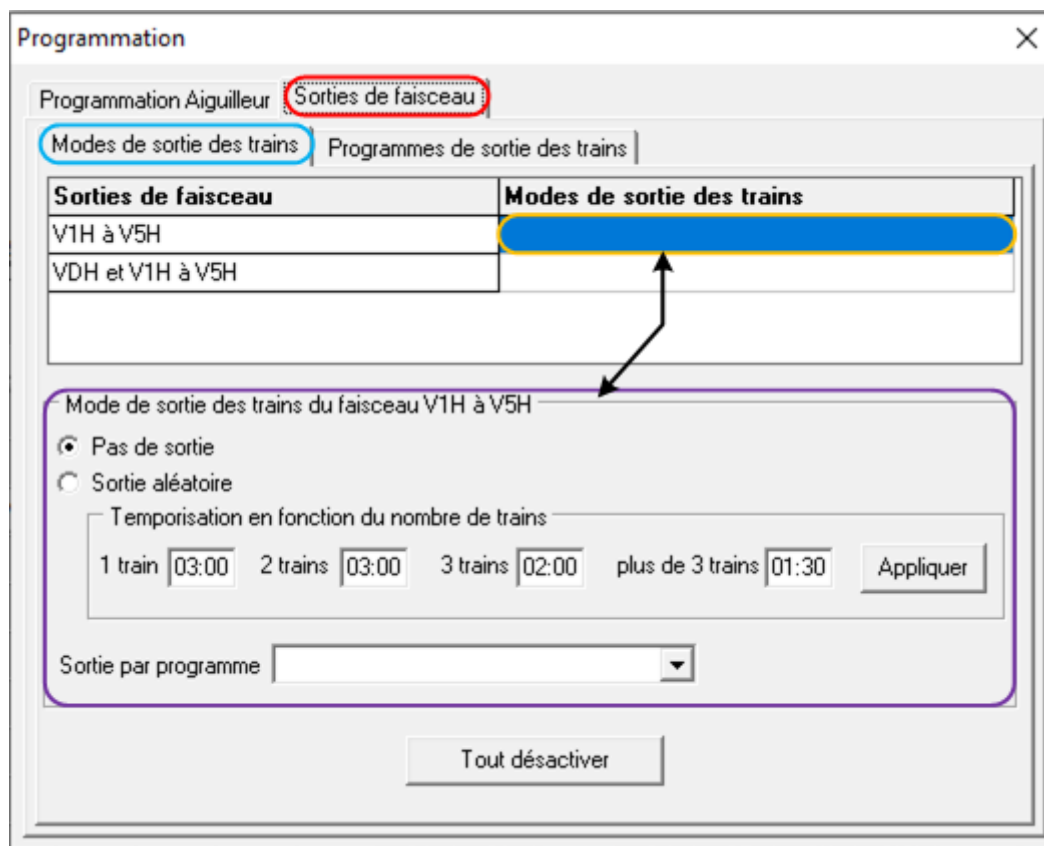 Programmation
Programmation Aiguilleur Sorties de faisceau
Modes de sortie des trains Programmes de sortie des trains
Sorties de faisceau Modes de sortie des trains
V1H à V5H
VDH et V1H à V5H
Mode de sortie des trains du faisceau V1H à V5H
Pas de sortie
Sortie aléatoire
Temporisation en fonction du nombre de trains
1 train 03:00 2 trains 03:00 3 trains 02:00 plus de 3 trains 01:30 Appliquer
Sortie par programme
Tout désactiver